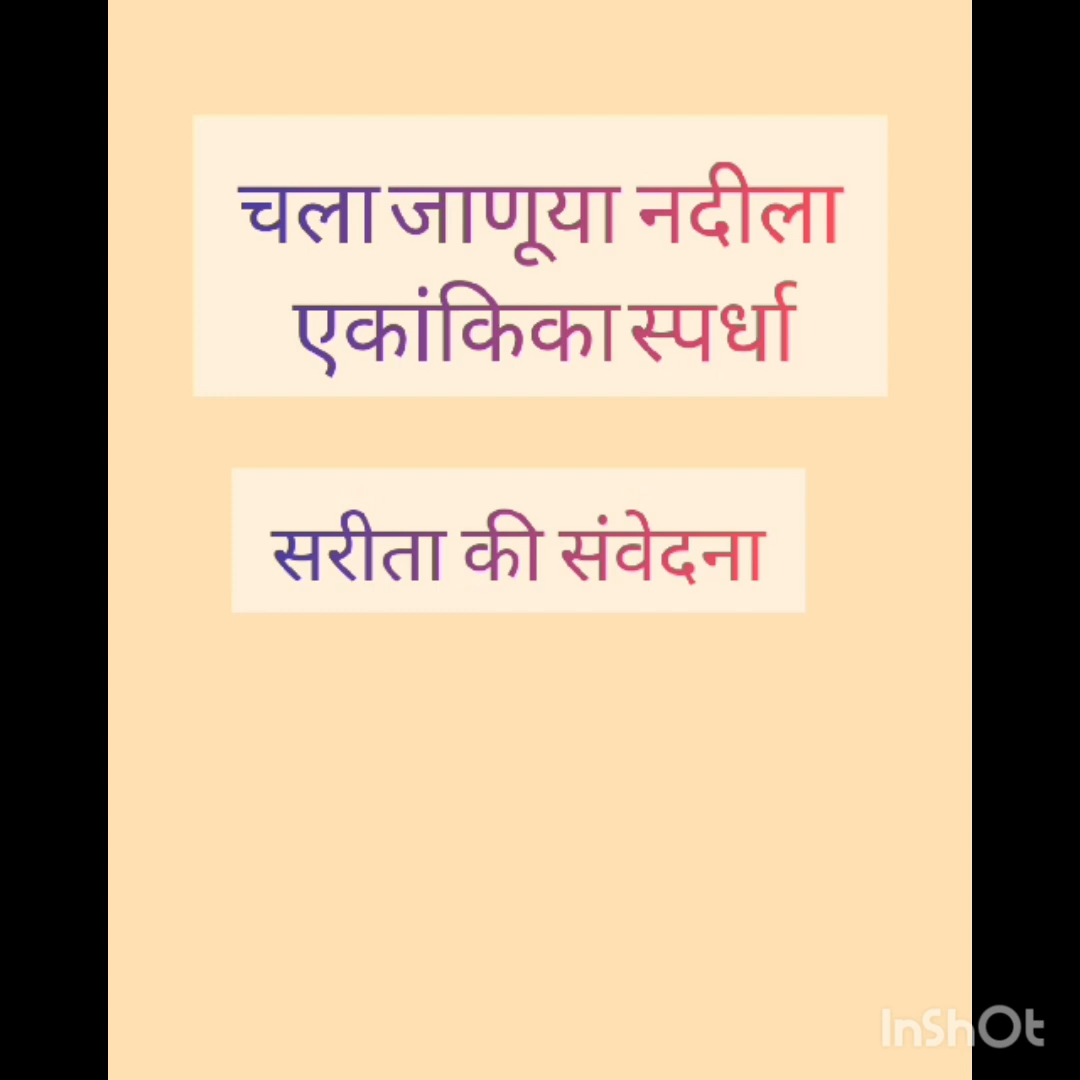 चला जाणूया नदीला
एकांकिका स्पर्धा
सरीता की संवेदना
InShOt